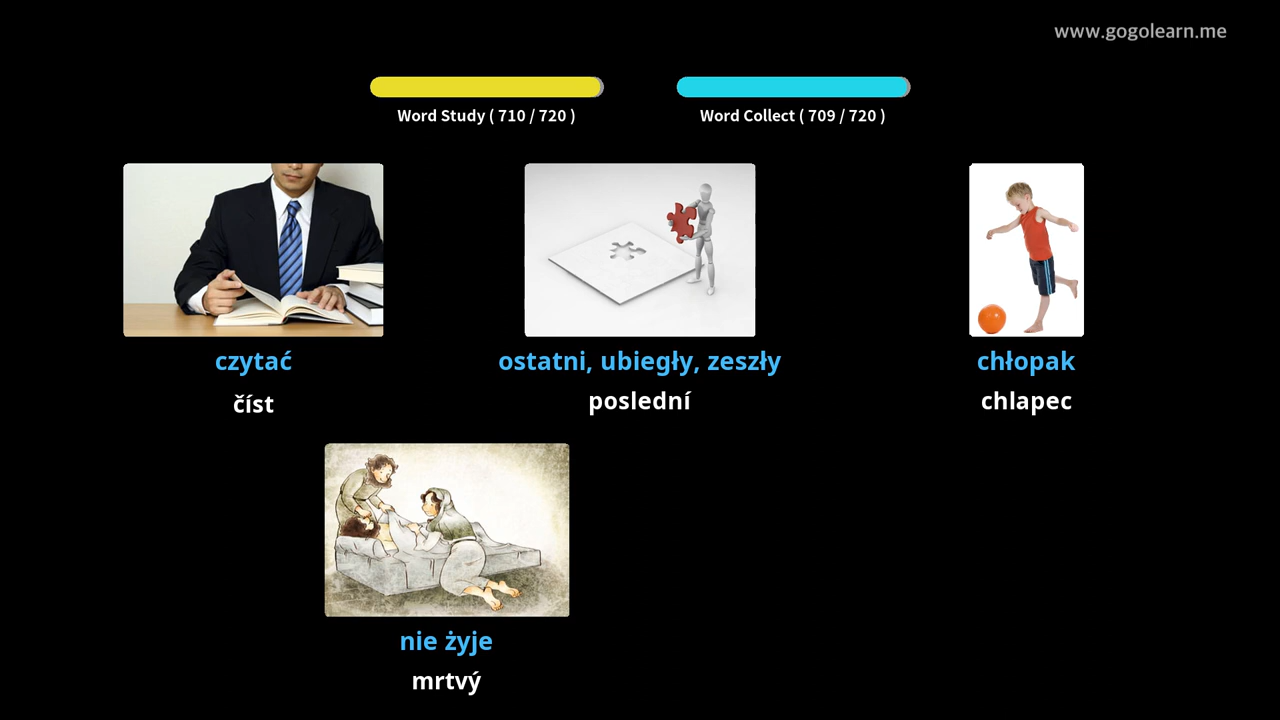 www.gogolearn.me
Word Study ( 710 / 720 )
Word Collect ( 709 / 720 )
czytać
ostatni, ubiegły, zeszły
chłopak
číst
poslední
chlapec
nie żyje
mrtvý